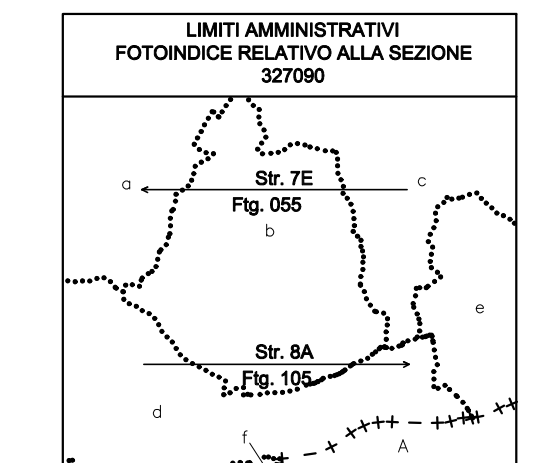 LIMITI AMMINISTRATIVI
FOTOINDICE RELATIVO ALLA SEZIONE
327090
Str. 7E
a
c
Ftg. 055
b
e
Str. 8A
Ftg. 105
d
f
A